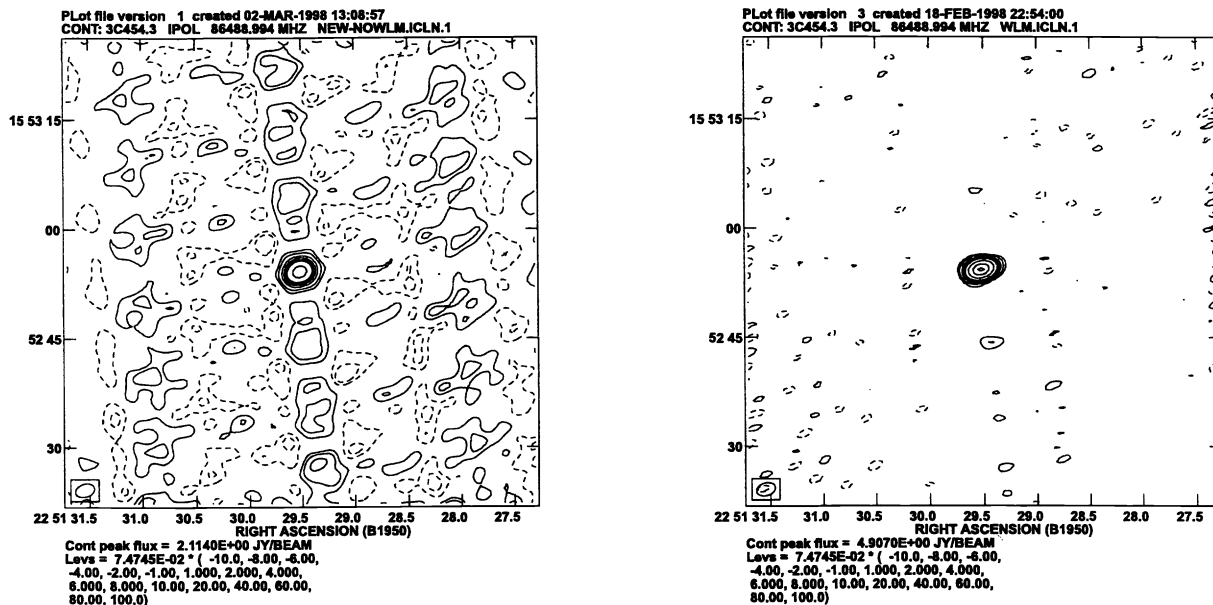 PLot file version 1 created 02-MAR-1998 13:08:57
CONT: 3C454.3 IPOL 86488.994 MHZ NEW-NOWLM.ICLN.1
15 53 15
00
52 45
30
22 51 31.5 31.0 30.5 30.0 29.5 29.0 28.5 28.0 27.5
RIGHT ASCENSION (B1950)
Cont peak flux = 2.1140E+00 JY/BEAM
Levs = 7.4745E-02 * ( -10.0, -8.00, -6.00,
-4.00, -2.00, -1.00, 1.000, 2.000, 4.000,
6.000, 8.000, 10.00, 20.00, 40.00, 60.00,
80.00, 100.0)
PLot file version 3 created 18-FEB-1998 22:54:00
CONT: 3C454.3 IPOL 86488.994 MHZ WLM.ICLN.1
15 53 15
00
52 45
30
22 51 31.5 31.0 30.5 30.0 29.5 29.0 28.5 28.0 27.5
RIGHT ASCENSION (B1950)
Cont peak flux = 4.9070E+00 JY/BEAM
Levs = 7.4745E-02 * ( -10.0, -8.00, -6.00,
-4.00, -2.00, -1.00, 1.000, 2.000, 4.000,
6.000, 8.000, 10.00, 20.00, 40.00, 60.00,
80.00, 100.0)